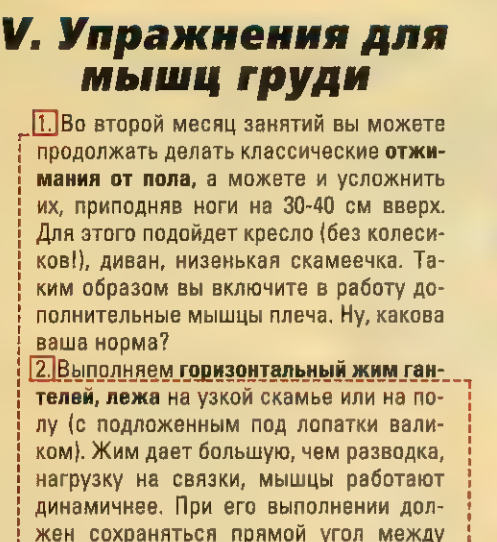 V. Упражнения для
мышц груди
1. Во второй месяц занятий вы можете
продолжать делать классические отжи-
мания от пола, а можете и усложнить
их, приподняв ноги на 30-40 см вверх.
Для этого подойдет кресло (без колеси-
ков!), диван, низенькая скамеечка. Та-
ким образом вы включите в работу до-
полнительные мышцы плеча. Ну, какова
ваша норма?
2. Выполняем горизонтальный жим ган-
телей, лежа на узкой скамье или на по-
лу (с подложенным под лопатки вали-
ком). Жим дает большую, чем разводка,
нагрузку на связки, мышцы работают
динамичнее. При его выполнении дол-
жен сохраняться прямой угол между